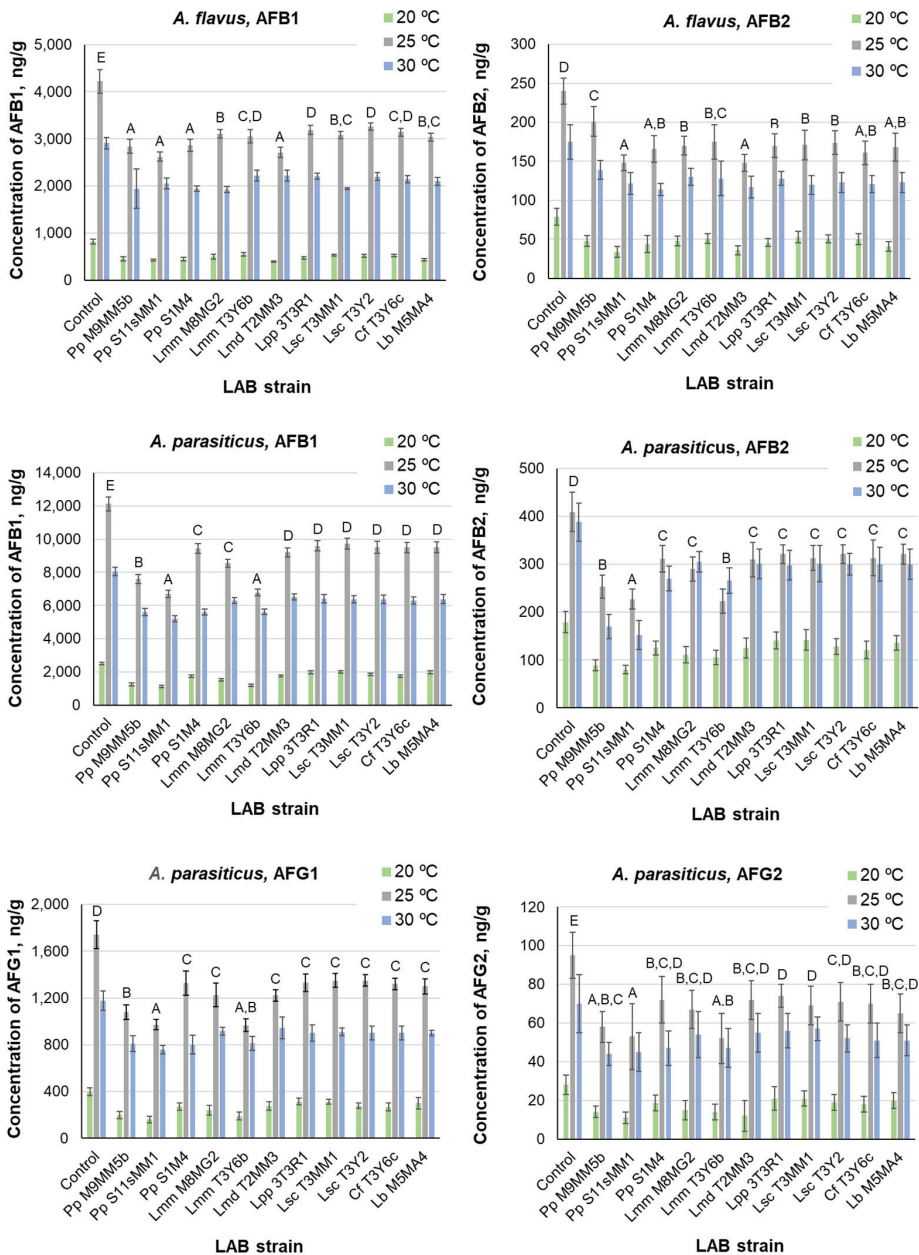 A. flavus, AFB1
20 ºC
25 ºC
30 ºC
Concentration of AFB1, ng/g
5,000
4,000
3,000
2,000
1,000
0
E
A
A
A
B
C,D
A
D
B,C
D
C,D
B,C
Control
Pp M9MM5b
Pp S11sMM1
Pp S1M4
Lmm M8MG2
Lmm T3Y6b
Lmd T2MM3
Lpp 3T3R1
Lsc T3MM1
Lsc T3Y2
Cf T3Y6c
Lb M5MA4
LAB strain
A. flavus, AFB2
20 ºC
25 ºC
30 ºC
Concentration of AFB2, ng/g
300
250
200
150
100
50
0
D
C
A
A,B
B
B,C
A
B
B
B
A,B
A,B
Control
Pp M9MM5b
Pp S11sMM1
Pp S1M4
Lmm M8MG2
Lmm T3Y6b
Lmd T2MM3
Lpp 3T3R1
Lsc T3MM1
Lsc T3Y2
Cf T3Y6c
Lb M5MA4
LAB strain
A. parasiticus, AFB1
20 ºC
25 ºC
30 ºC
Concentration of AFB1, ng/g
14,000
12,000
10,000
8,000
6,000
4,000
2,000
0
E
B
A
C
C
A
D
D
D
D
D
D
Control
Pp M9MM5b
Pp S11sMM1
Pp S1M4
Lmm M8MG2
Lmm T3Y6b
Lmd T2MM3
Lpp 3T3R1
Lsc T3MM1
Lsc T3Y2
Cf T3Y6c
Lb M5MA4
LAB strain
A. parasiticus, AFB2
20 ºC
25 ºC
30 ºC
Concentration of AFB2, ng/g
500
400
300
200
100
0
D
B
A
C
C
B
C
C
C
C
C
C
Control
Pp M9MM5b
Pp S11sMM1
Pp S1M4
Lmm M8MG2
Lmm T3Y6b
Lmd T2MM3
Lpp 3T3R1
Lsc T3MM1
Lsc T3Y2
Cf T3Y6c
Lb M5MA4
LAB strain
A. parasiticus, AFG1
20 ºC
25 ºC
30 ºC
Concentration of AFG1, ng/g
2,000
1,600
1,200
800
400
0
D
B
A
C
C
A,B
C
C
C
C
C
C
Control
Pp M9MM5b
Pp S11sMM1
Pp S1M4
Lmm M8MG2
Lmm T3Y6b
Lmd T2MM3
Lpp 3T3R1
Lsc T3MM1
Lsc T3Y2
Cf T3Y6c
Lb M5MA4
LAB strain
A. parasiticus, AFG2
20 ºC
25 ºC
30 ºC
Concentration of AFG2, ng/g
120
100
80
60
40
20
0
E
A,B,C
A
B,C,D
B,C,D
A,B
B,C,D
D
D
C,D
B,C,D
B,C,D
Control
Pp M9MM5b
Pp S11sMM1
Pp S1M4
Lmm M8MG2
Lmm T3Y6b
Lmd T2MM3
Lpp 3T3R1
Lsc T3MM1
Lsc T3Y2
Cf T3Y6c
Lb M5MA4
LAB strain